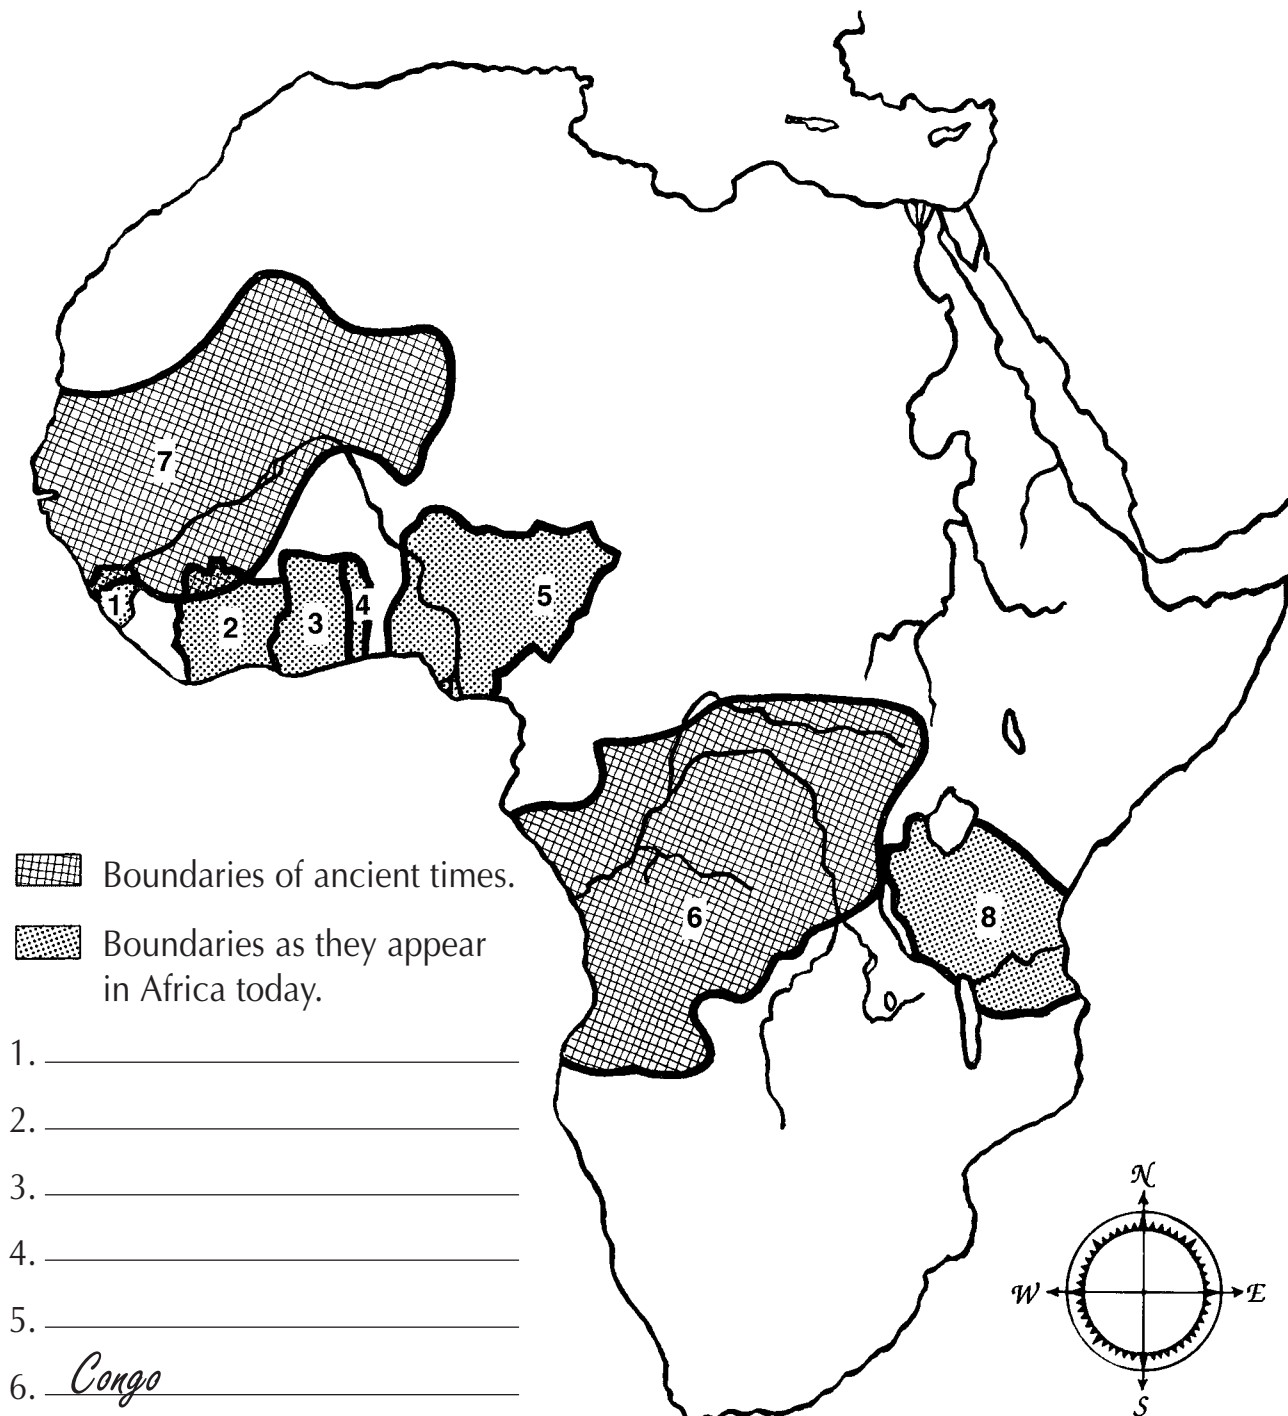 7
1
2
3
4
5
6
8
Boundaries of ancient times.
Boundaries as they appear
in Africa today.
1.
2.
3.
4.
5.
6. Congo
N
W
E
S